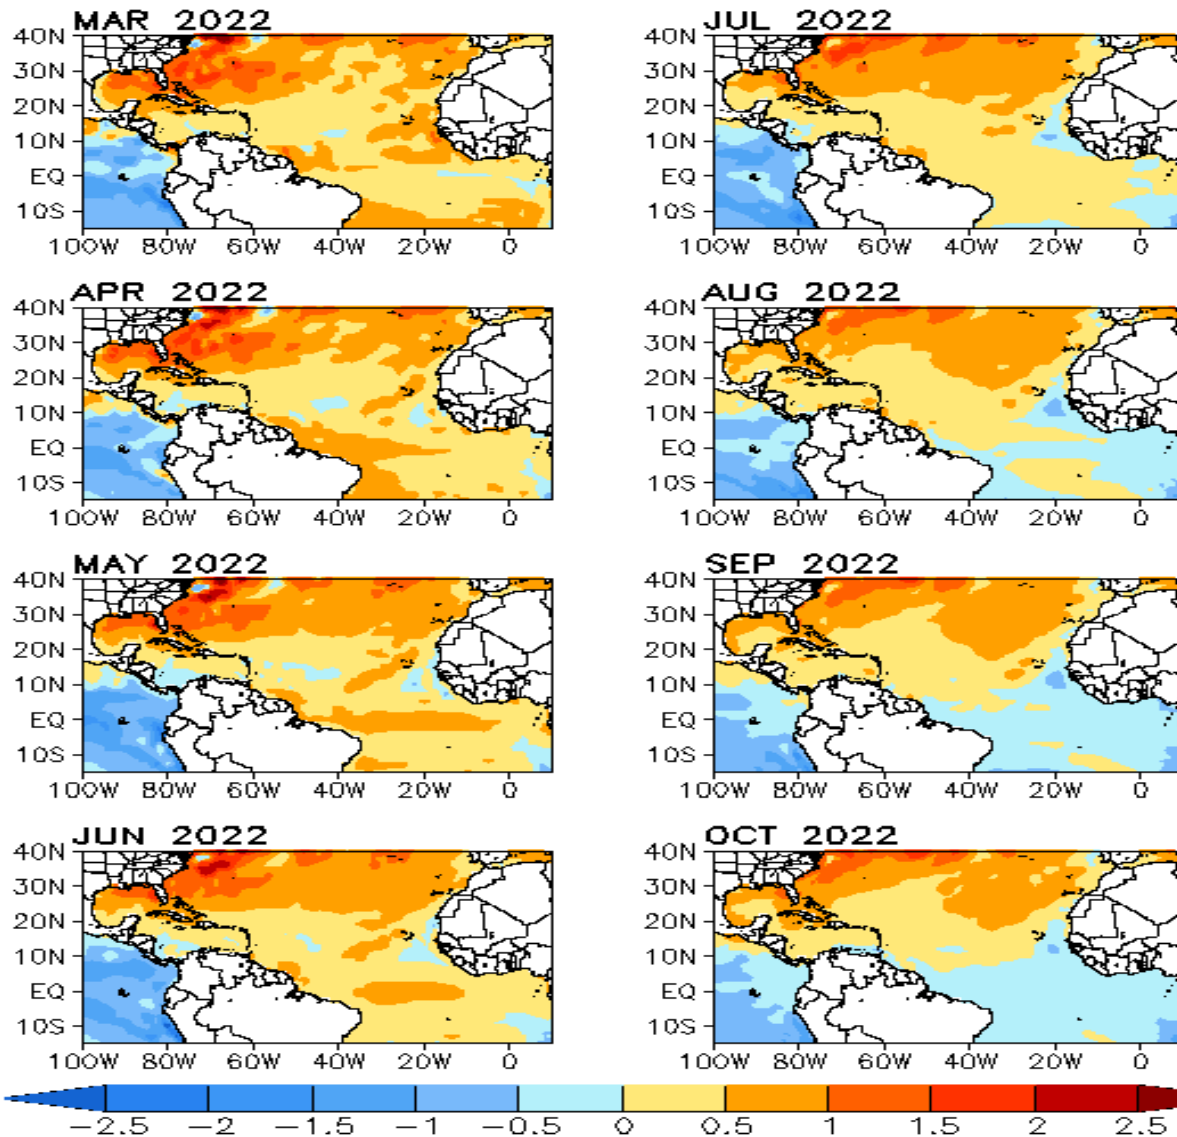 MAR 2022
40N
30N
20N
10N
EQ
10S
100W 80W 60W 40W 20W 0
JUL 2022
40N
30N
20N
10N
EQ
10S
100W 80W 60W 40W 20W 0
APR 2022
40N
30N
20N
10N
EQ
10S
100W 80W 60W 40W 20W 0
AUG 2022
40N
30N
20N
10N
EQ
10S
100W 80W 60W 40W 20W 0
MAY 2022
40N
30N
20N
10N
EQ
10S
100W 80W 60W 40W 20W 0
SEP 2022
40N
30N
20N
10N
EQ
10S
100W 80W 60W 40W 20W 0
JUN 2022
40N
30N
20N
10N
EQ
10S
100W 80W 60W 40W 20W 0
OCT 2022
40N
30N
20N
10N
EQ
10S
100W 80W 60W 40W 20W 0
-2.5 -2 -1.5 -1 -0.5 0 0.5 1 1.5 2 2.5